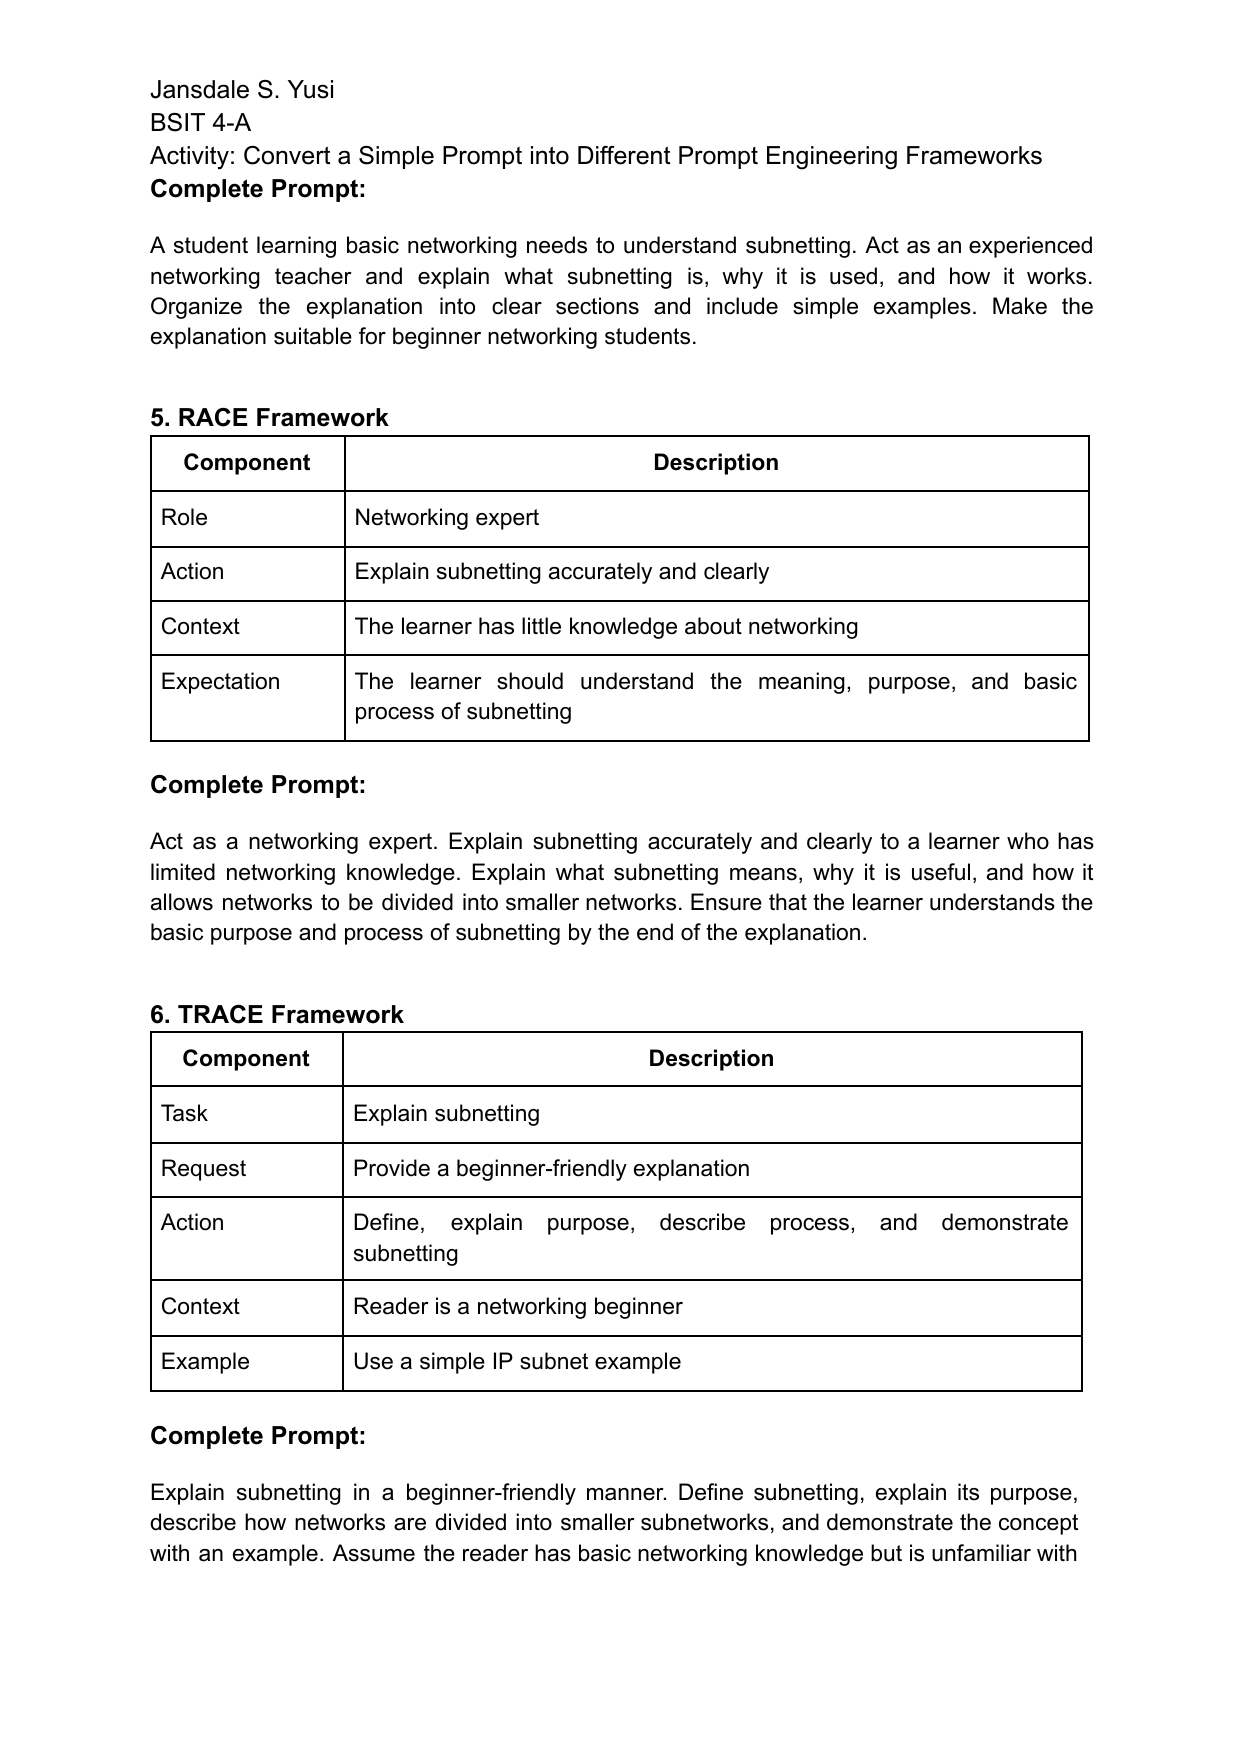 Jansdale S. Yusi
BSIT 4-A
Activity: Convert a Simple Prompt into Different Prompt Engineering Frameworks
Complete Prompt:
A student learning basic networking needs to understand subnetting. Act as an experienced
networking teacher and explain what subnetting is, why it is used, and how it works.
Organize the explanation into clear sections and include simple examples. Make the
explanation suitable for beginner networking students.
5. RACE Framework
Component Description
Role Networking expert
Action Explain subnetting accurately and clearly
Context The learner has little knowledge about networking
Expectation The learner should understand the meaning, purpose, and basic
process of subnetting
Complete Prompt:
Act as a networking expert. Explain subnetting accurately and clearly to a learner who has
limited networking knowledge. Explain what subnetting means, why it is useful, and how it
allows networks to be divided into smaller networks. Ensure that the learner understands the
basic purpose and process of subnetting by the end of the explanation.
6. TRACE Framework
Component Description
Task Explain subnetting
Request Provide a beginner-friendly explanation
Action Define, explain purpose, describe process, and demonstrate
subnetting
Context Reader is a networking beginner
Example Use a simple IP subnet example
Complete Prompt:
Explain subnetting in a beginner-friendly manner. Define subnetting, explain its purpose,
describe how networks are divided into smaller subnetworks, and demonstrate the concept
with an example. Assume the reader has basic networking knowledge but is unfamiliar with